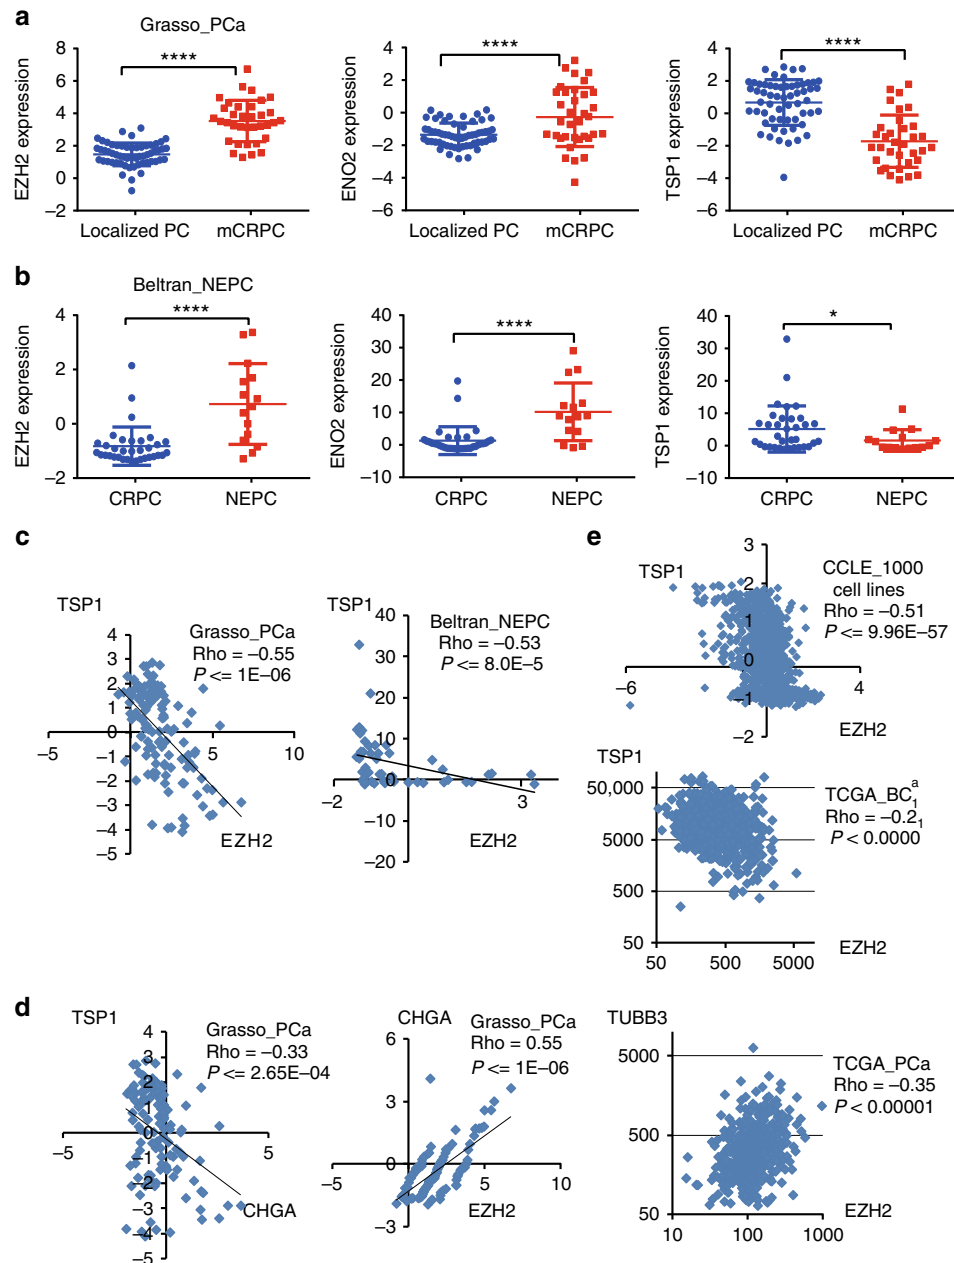 a
Grasso_PCa
EZH2 expression
8
6
4
2
0
−2
****
Localized PC
mCRPC
ENO2 expression
4
2
0
−2
−4
−6
****
Localized PC
mCRPC
TSP1 expression
4
2
0
−2
−4
−6
****
Localized PC
mCRPC
b
Beltran_NEPC
EZH2 expression
4
2
0
−2
****
CRPC
NEPC
ENO2 expression
40
30
20
10
0
−10
****
CRPC
NEPC
TSP1 expression
40
30
20
10
0
−10
*
CRPC
NEPC
c
TSP1
Grasso_PCa
Rho = −0.55
P <= 1E−06
4
3
2
1
0
−1
−2
−3
−4
−5
−5
5
10
EZH2
TSP1
Beltran_NEPC
Rho = −0.53
P <= 8.0E−5
40
30
20
10
0
−10
−20
−2
3
EZH2
e
TSP1
CCLE_1000
cell lines
Rho = −0.51
P <= 9.96E−57
3
2
1
0
−1
−2
−6
4
EZH2
TSP1
TCGA_BC1a
Rho = −0.21
P < 0.0000
50,000
5000
500
50
50
500
5000
EZH2
d
TSP1
Grasso_PCa
Rho = −0.33
P <= 2.65E−04
4
3
2
1
0
−1
−2
−3
−4
−5
−5
5
CHGA
CHGA
Grasso_PCa
Rho = 0.55
P <= 1E−06
6
3
0
−3
−5
0
5
10
EZH2
TUBB3
TCGA_PCa
Rho = −0.35
P < 0.00001
5000
500
50
10
100
1000
EZH2